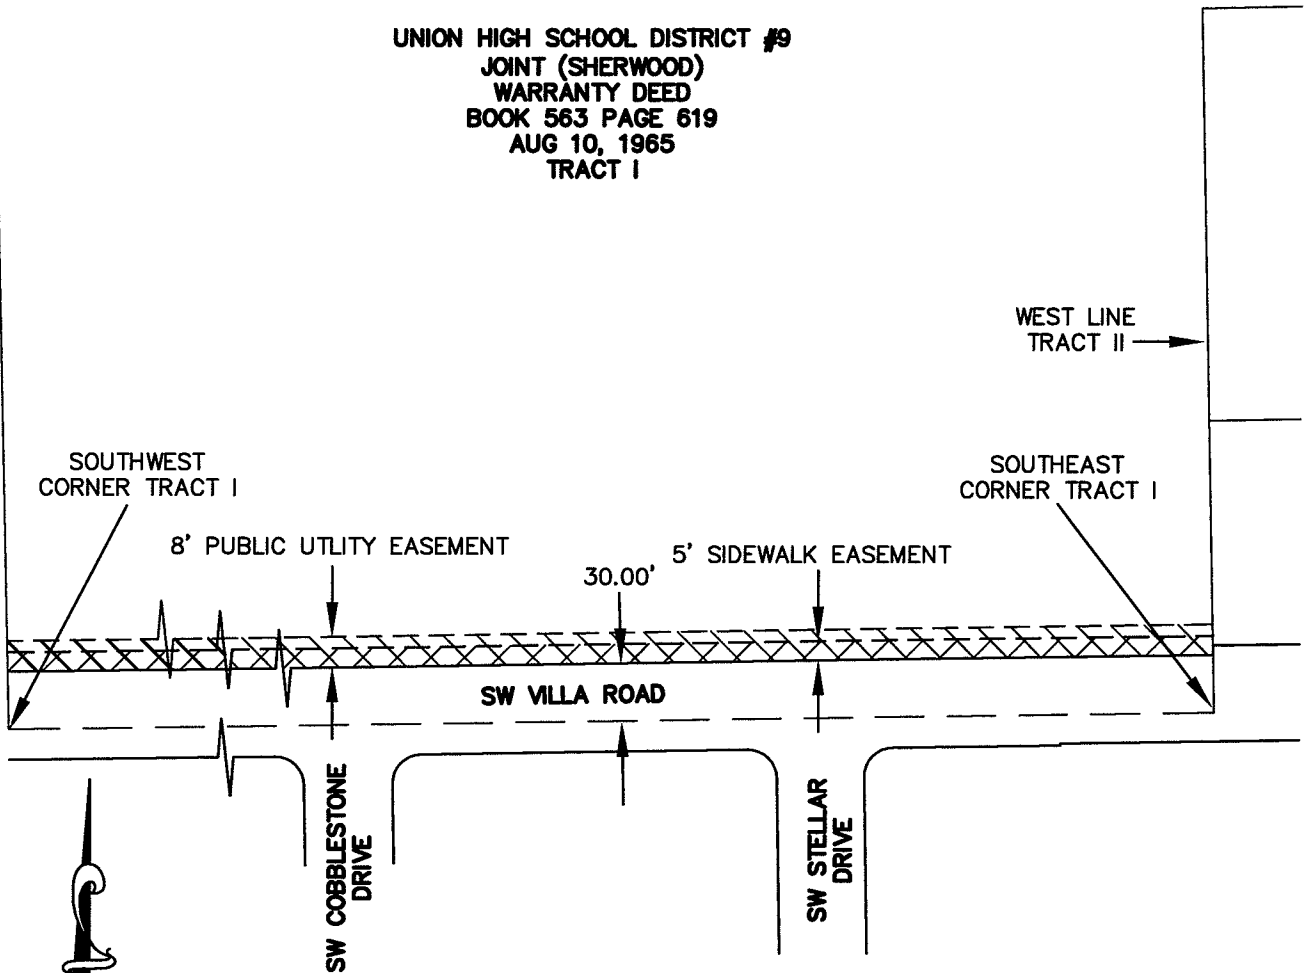 UNION HIGH SCHOOL DISTRICT #9
JOINT (SHERWOOD)
WARRANTY DEED
BOOK 563 PAGE 619
AUG 10, 1965
TRACT I
WEST LINE
TRACT II
SOUTHWEST
CORNER TRACT I
SOUTHEAST
CORNER TRACT I
8' PUBLIC UTLITY EASEMENT
30.00'
5' SIDEWALK EASEMENT
SW VILLA ROAD
SW COBBLESTONE
DRIVE
SW STELLAR
DRIVE